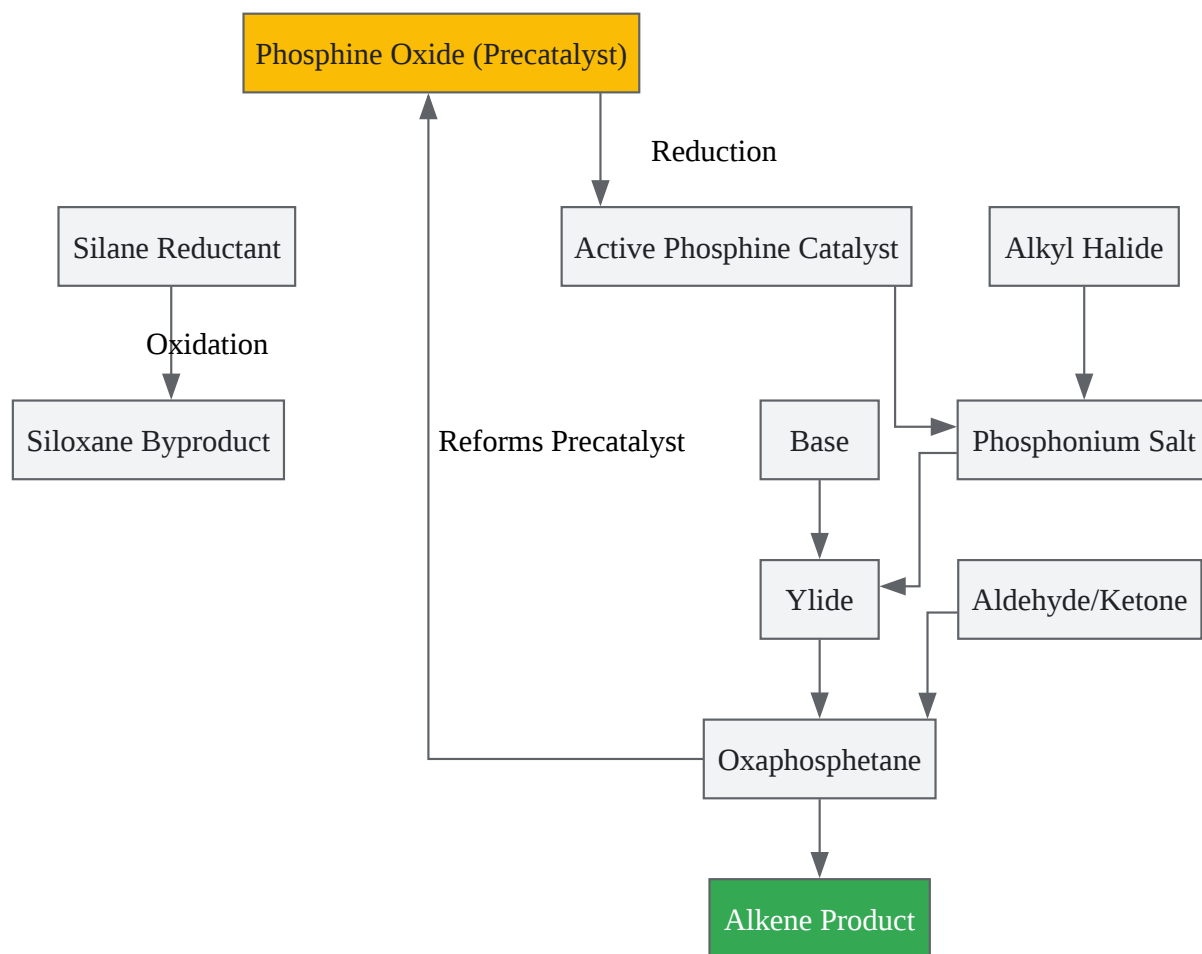 Phosphine Oxide (Precatalyst)
Reduction
Silane Reductant
Active Phosphine Catalyst
Alkyl Halide
Oxidation
Siloxane Byproduct
Reforms Precatalyst
Base
Phosphonium Salt
Ylide
Aldehyde/Ketone
Oxaphosphetane
Alkene Product